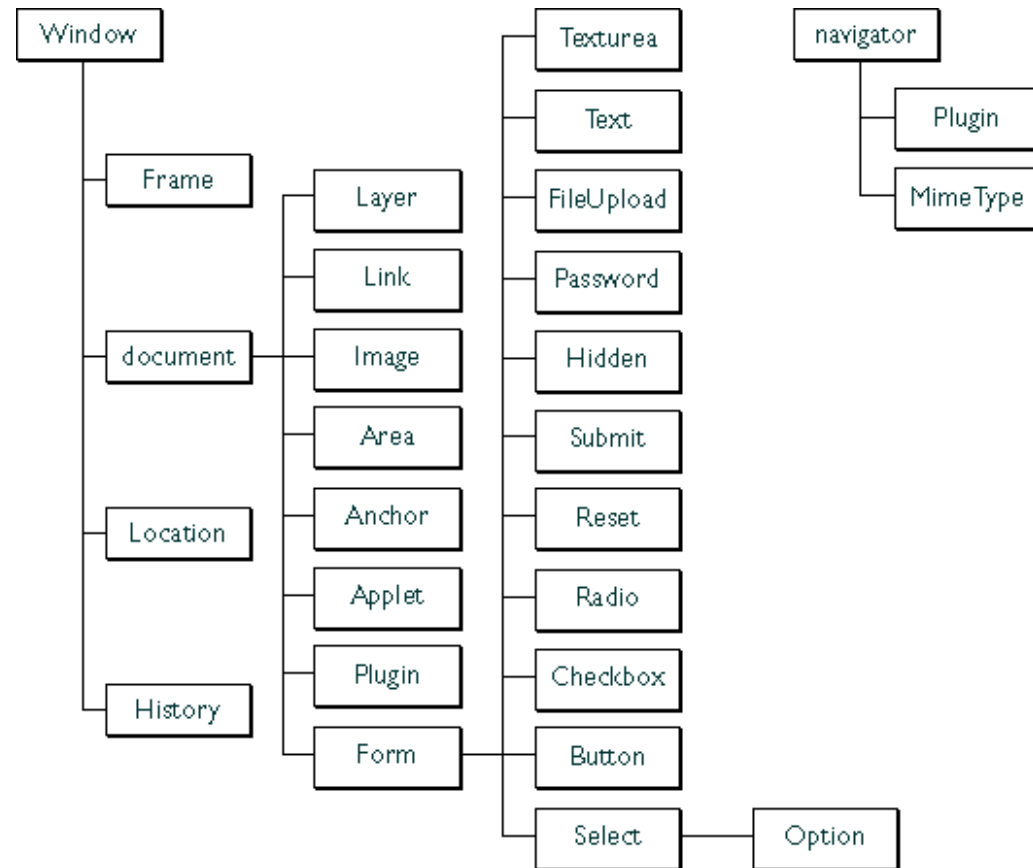 Window
Frame
document
Location
History
Layer
Link
Image
Area
Anchor
Applet
Plugin
Form
Texturea
Text
FileUpload
Password
Hidden
Submit
Reset
Radio
Checkbox
Button
Select
Option
navigator
Plugin
MimeType